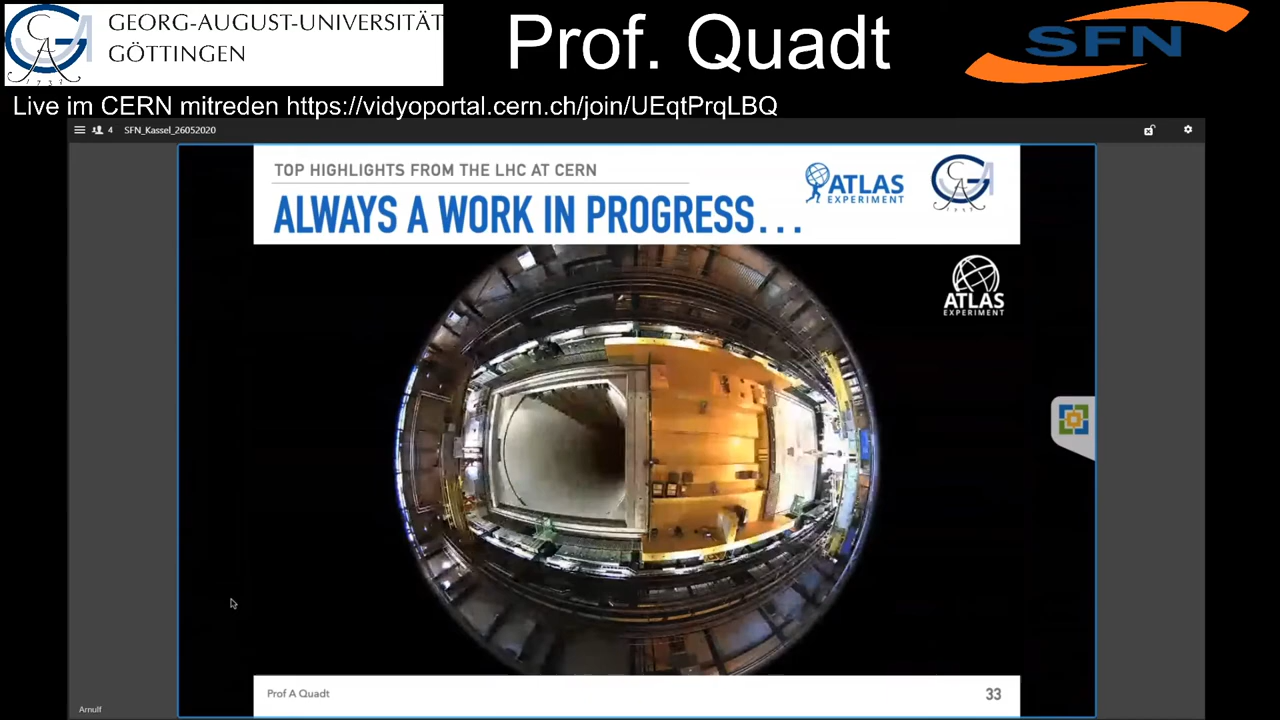 GEORG-AUGUST-UNIVERSITÄT
GÖTTINGEN
Prof. Quadt
SFN
Live im CERN mitreden https://vidyoportal.cern.ch/join/UEqtPrqLBQ
4 SFN_Kassel_26052020
TOP HIGHLIGHTS FROM THE LHC AT CERN
ALWAYS A WORK IN PROGRESS...
ATLAS
EXPERIMENT
ATLAS
EXPERIMENT
Prof A Quadt
33
Arnulf